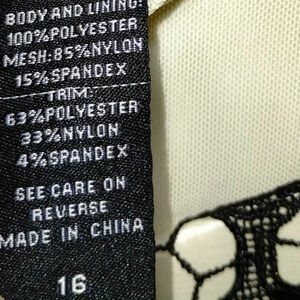 BODY AND LINING:
100%POLYESTER
MESH:85%NYLON
15%SPANDEX
TRIM:
63%POLYESTER
33%NYLON
4%SPANDEX
SEE CARE ON
REVERSE
MADE IN CHINA
16